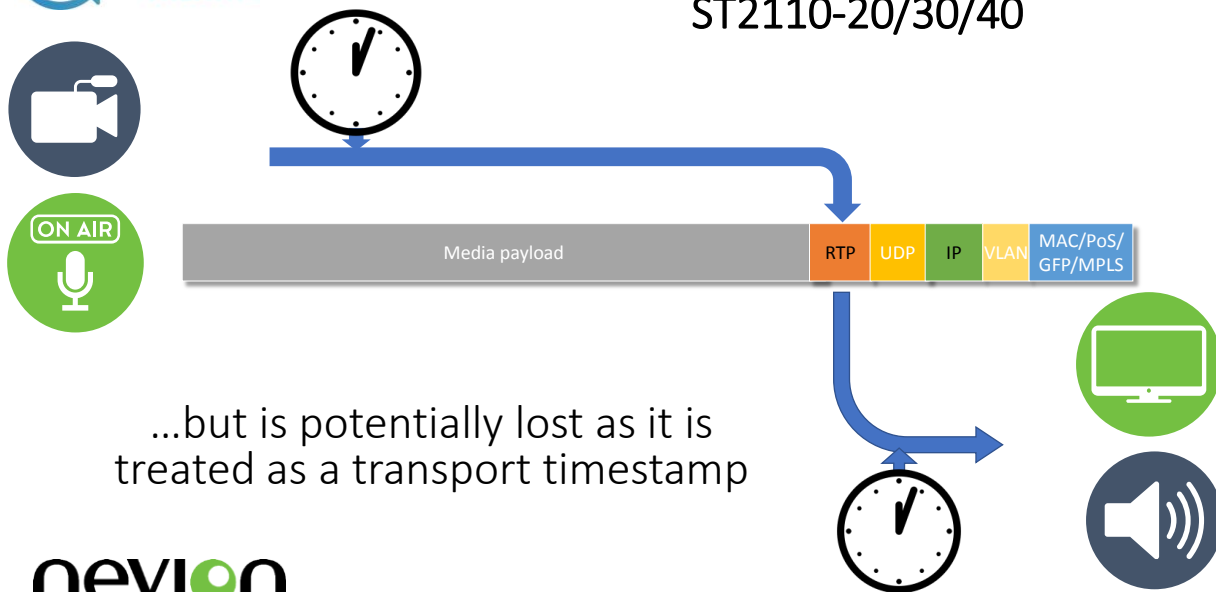 ST2110-20/30/40
ON AIR
Media payload
RTP
UDP
IP
VLAN
MAC/PoS/
GFP/MPLS
...but is potentially lost as it is
treated as a transport timestamp
nevion